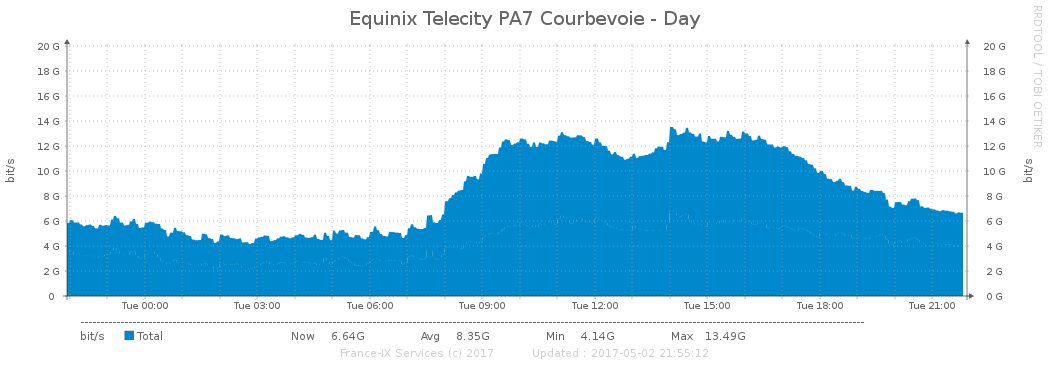 Equinix Telecity PA7 Courbevoie - Day
RRDTOOL / TOBI OETIKER
20 G 20 G
18 G 18 G
16 G 16 G
14 G 14 G
12 G 12 G
10 G 10 G
8 G 8 G
6 G 6 G
4 G 4 G
2 G 2 G
0 0 G
bit/s bit/s
Tue 00:00 Tue 03:00 Tue 06:00 Tue 09:00 Tue 12:00 Tue 15:00 Tue 18:00 Tue 21:00
bit/s Total Now 6.64G Avg 8.35G Min 4.14G Max 13.49G
France-IX Services (c) 2017 Updated : 2017-05-02 21:55:12